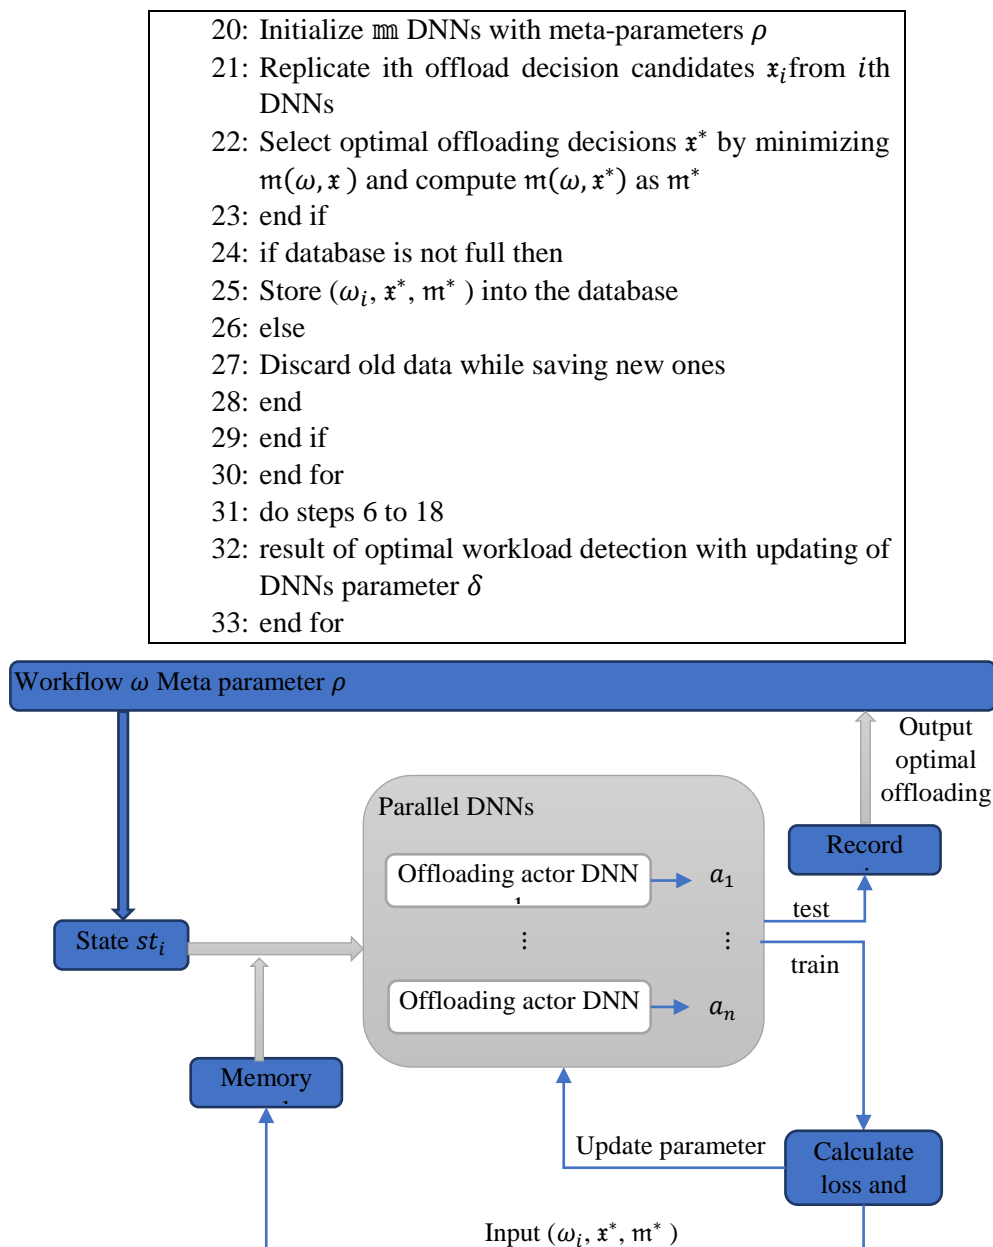 20: Initialize 𝕞 DNNs with meta-parameters ρ
21: Replicate ith offload decision candidates 𝔵ᵢ from ith
DNNs
22: Select optimal offloading decisions 𝔵* by minimizing
𝔪(ω, 𝔵 ) and compute 𝔪(ω, 𝔵*) as 𝔪*
23: end if
24: if database is not full then
25: Store (ωᵢ, 𝔵*, 𝔪* ) into the database
26: else
27: Discard old data while saving new ones
28: end
29: end if
30: end for
31: do steps 6 to 18
32: result of optimal workload detection with updating of
DNNs parameter δ
33: end for
Workflow ω Meta parameter ρ
Output
optimal
offloading
Parallel DNNs
Record
Offloading actor DNN
a₁
test
State stᵢ
⋮ ⋮
train
Offloading actor DNN
aₙ
Memory
Update parameter
Calculate
loss and
Input (ωᵢ, 𝔵*, 𝔪* )